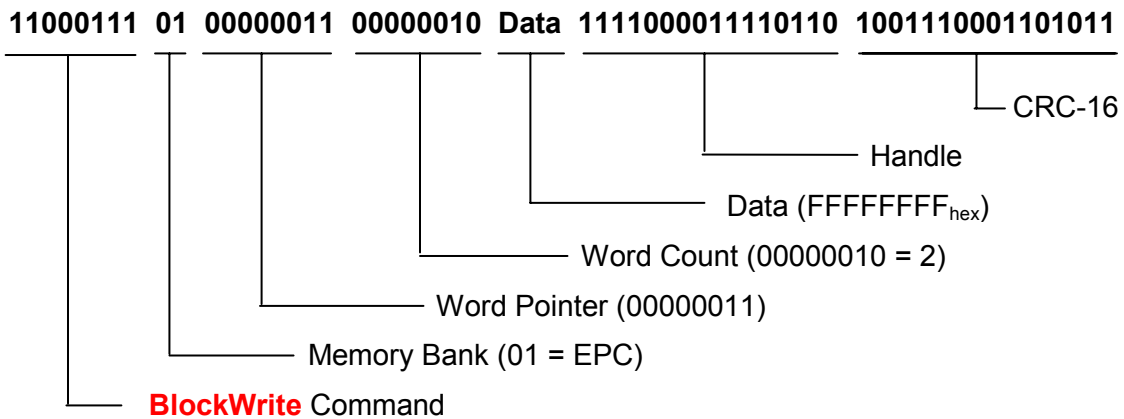 11000111 01 00000011 00000010 Data 1111000011110110 1001110001101011
CRC-16
Handle
Data (FFFFFFFFhex)
Word Count (00000010 = 2)
Word Pointer (00000011)
Memory Bank (01 = EPC)
BlockWrite Command